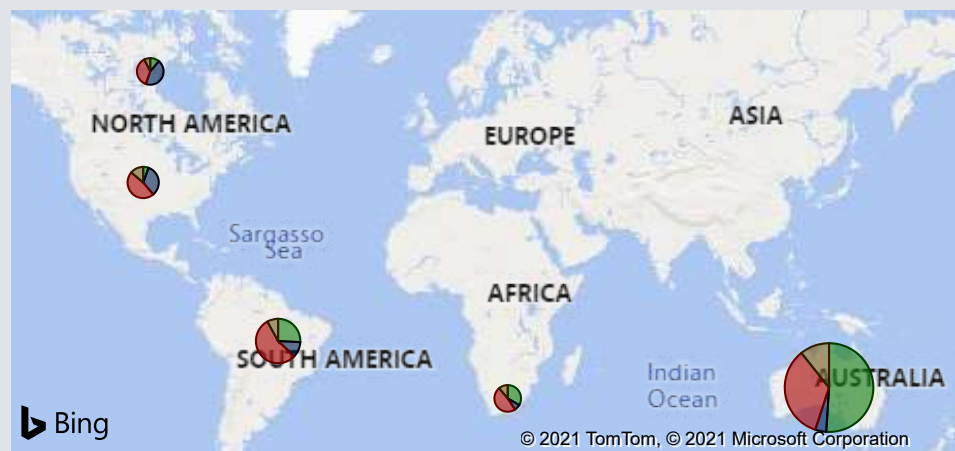 ASIA
NORTH AMERICA
EUROPE
Sargasso
Sea
AFRICA
SOUTH AMERICA
Indian
Ocean
AUSTRALIA
Bing
© 2021 TomTom, © 2021 Microsoft Corporation